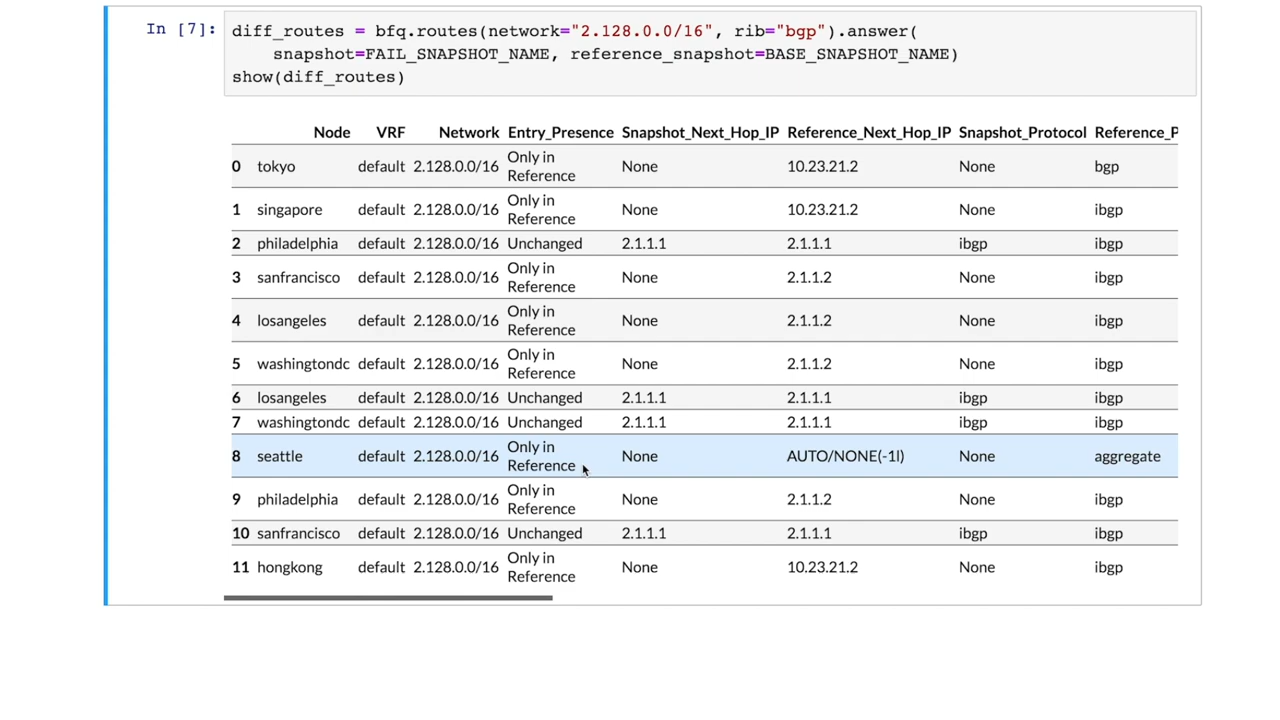 In [7]:
diff_routes = bfq.routes(network="2.128.0.0/16", rib="bgp").answer(
    snapshot=FAIL_SNAPSHOT_NAME, reference_snapshot=BASE_SNAPSHOT_NAME)
show(diff_routes)
Node VRF Network Entry_Presence Snapshot_Next_Hop_IP Reference_Next_Hop_IP Snapshot_Protocol Reference_P
0 tokyo default 2.128.0.0/16 Only in Reference None 10.23.21.2 None bgp
1 singapore default 2.128.0.0/16 Only in Reference None 10.23.21.2 None ibgp
2 philadelphia default 2.128.0.0/16 Unchanged 2.1.1.1 2.1.1.1 ibgp ibgp
3 sanfrancisco default 2.128.0.0/16 Only in Reference None 2.1.1.2 None ibgp
4 losangeles default 2.128.0.0/16 Only in Reference None 2.1.1.2 None ibgp
5 washingtondc default 2.128.0.0/16 Only in Reference None 2.1.1.2 None ibgp
6 losangeles default 2.128.0.0/16 Unchanged 2.1.1.1 2.1.1.1 ibgp ibgp
7 washingtondc default 2.128.0.0/16 Unchanged 2.1.1.1 2.1.1.1 ibgp ibgp
8 seattle default 2.128.0.0/16 Only in Reference None AUTO/NONE(-1l) None aggregate
9 philadelphia default 2.128.0.0/16 Only in Reference None 2.1.1.2 None ibgp
10 sanfrancisco default 2.128.0.0/16 Unchanged 2.1.1.1 2.1.1.1 ibgp ibgp
11 hongkong default 2.128.0.0/16 Only in Reference None 10.23.21.2 None ibgp